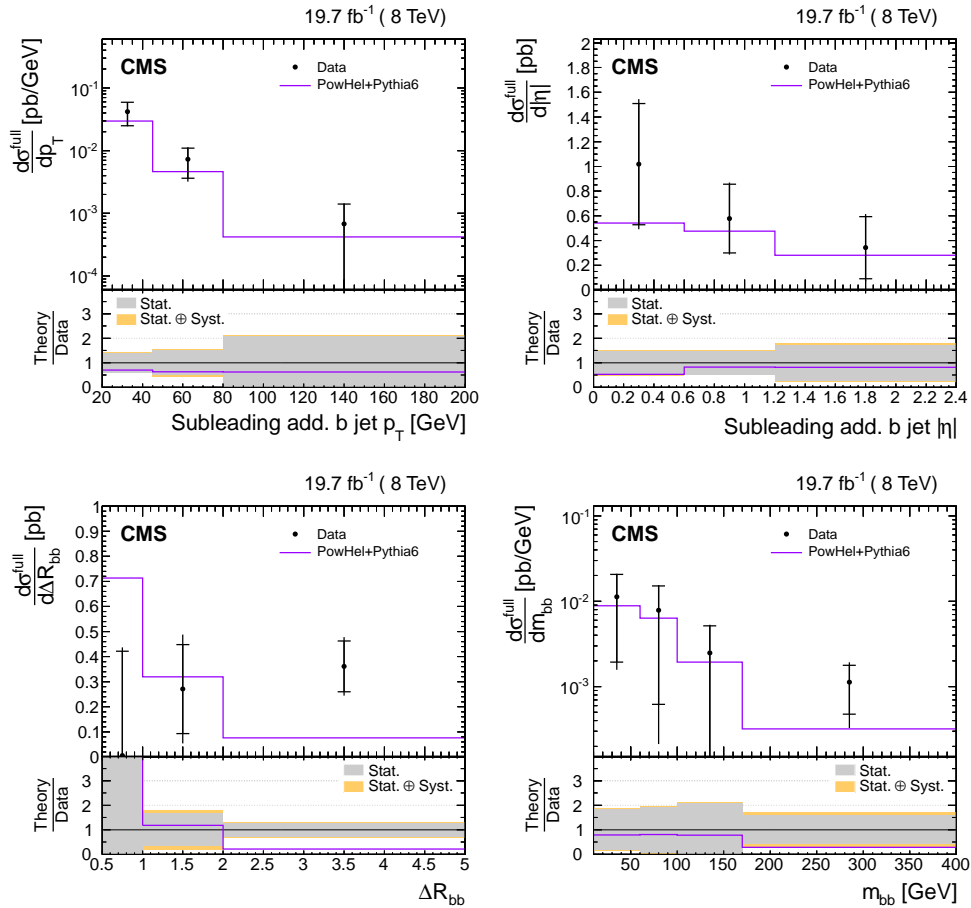 19.7 fb⁻¹ ( 8 TeV)
CMS
Data
PowHel+Pythia6
dσ^full/dp_T [pb/GeV]
10⁻¹
10⁻²
10⁻³
10⁻⁴
Stat.
Stat. ⊕ Syst.
Theory/Data
3
2
1
0
20 40 60 80 100 120 140 160 180 200
Subleading add. b jet p_T [GeV]
19.7 fb⁻¹ ( 8 TeV)
CMS
Data
PowHel+Pythia6
dσ^full/d|η| [pb]
2
1.8
1.6
1.4
1.2
1
0.8
0.6
0.4
0.2
0
Stat.
Stat. ⊕ Syst.
Theory/Data
3
2
1
0
0 0.2 0.4 0.6 0.8 1 1.2 1.4 1.6 1.8 2 2.2 2.4
Subleading add. b jet |η|
19.7 fb⁻¹ ( 8 TeV)
CMS
Data
PowHel+Pythia6
dσ^full/dΔR_bb [pb]
1
0.9
0.8
0.7
0.6
0.5
0.4
0.3
0.2
0.1
0
Stat.
Stat. ⊕ Syst.
Theory/Data
3
2
1
0
0.5 1 1.5 2 2.5 3 3.5 4 4.5 5
ΔR_bb
19.7 fb⁻¹ ( 8 TeV)
CMS
Data
PowHel+Pythia6
dσ^full/dm_bb [pb/GeV]
10⁻¹
10⁻²
10⁻³
Stat.
Stat. ⊕ Syst.
Theory/Data
3
2
1
0
50 100 150 200 250 300 350 400
m_bb [GeV]